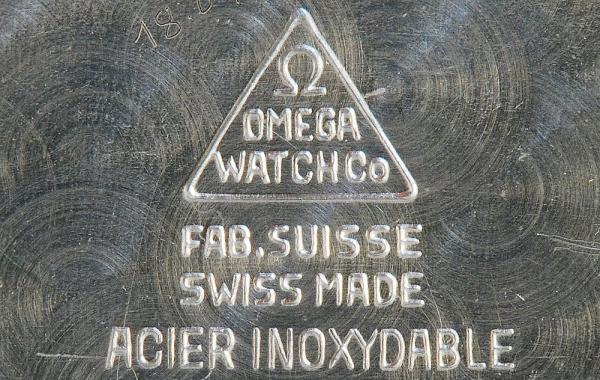 Ω
OMEGA
WATCH CO
FAB. SUISSE
SWISS MADE
ACIER INOXYDABLE